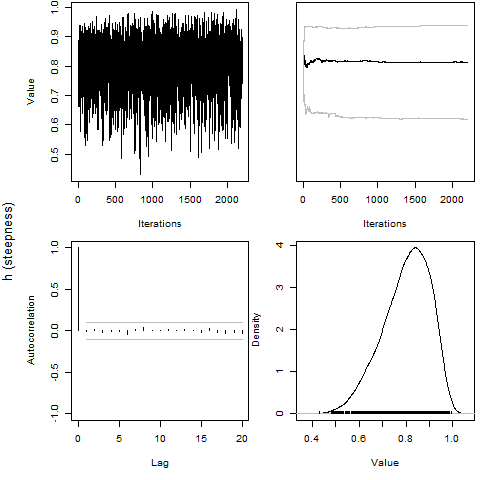 h (steepness)
Value
1.0
0.9
0.8
0.7
0.6
0.5
0 500 1000 1500 2000
Iterations
0 500 1000 1500 2000
Iterations
Autocorrelation
1.0
0.5
0.0
-0.5
-1.0
0 5 10 15 20
Lag
Density
4
3
2
1
0
0.4 0.6 0.8 1.0
Value